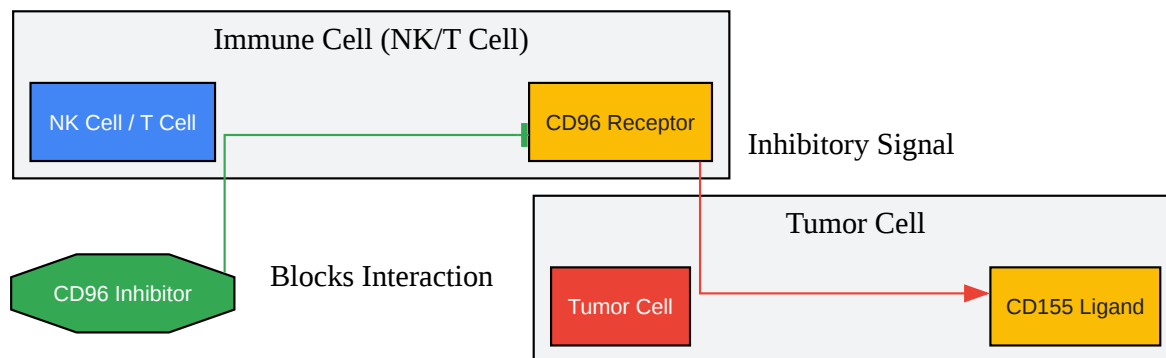 Immune Cell (NK/T Cell)
NK Cell / T Cell
CD96 Receptor
Inhibitory Signal
Tumor Cell
CD96 Inhibitor
Blocks Interaction
Tumor Cell
CD155 Ligand